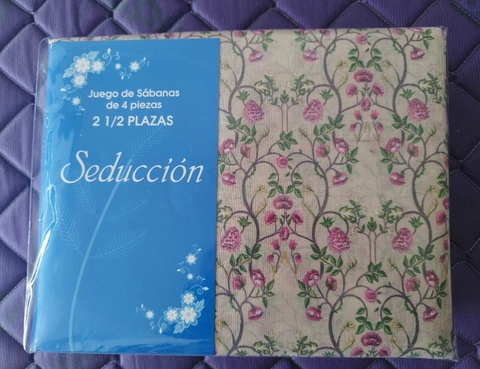 Juego de Sábanas
de 4 piezas
2 1/2 PLAZAS
Seducción